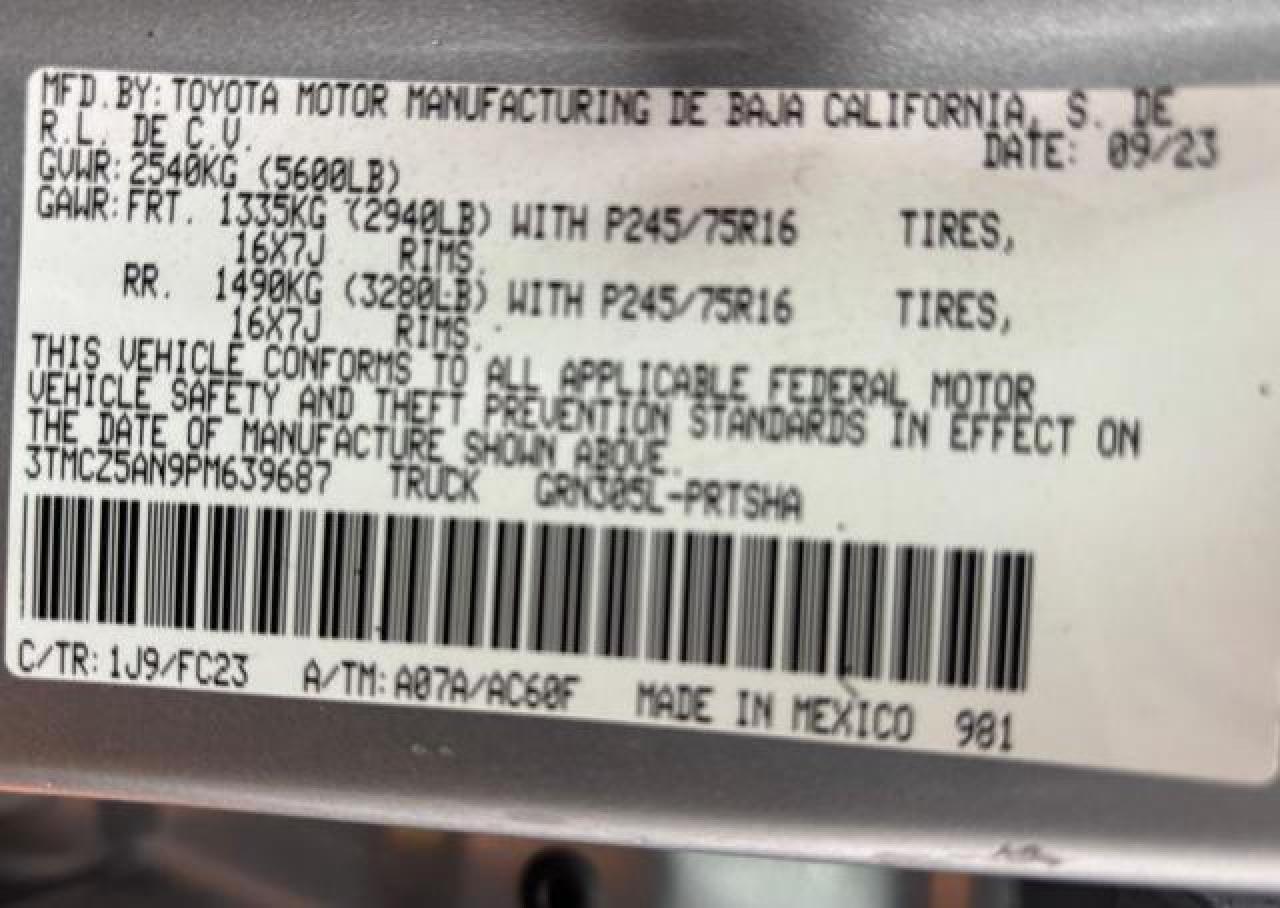 MFD.BY: TOYOTA MOTOR MANUFACTURING DE BAJA CALIFORNIA, S. DE
R.L. DE C.V. DATE: 09/23
GVWR: 2540KG (5600LB)
GAWR: FRT. 1335KG (2940LB) WITH P245/75R16 TIRES,
16X7J RIMS.
RR. 1490KG (3280LB) WITH P245/75R16 TIRES,
16X7J RIMS.
THIS VEHICLE CONFORMS TO ALL APPLICABLE FEDERAL MOTOR
VEHICLE SAFETY AND THEFT PREVENTION STANDARDS IN EFFECT ON
THE DATE OF MANUFACTURE SHOWN ABOVE.
3TMCZ5AN9PM639687 TRUCK GRN305L-PRTSHA
C/TR: 1J9/FC23 A/TM: A07A/AC60F MADE IN MEXICO 901